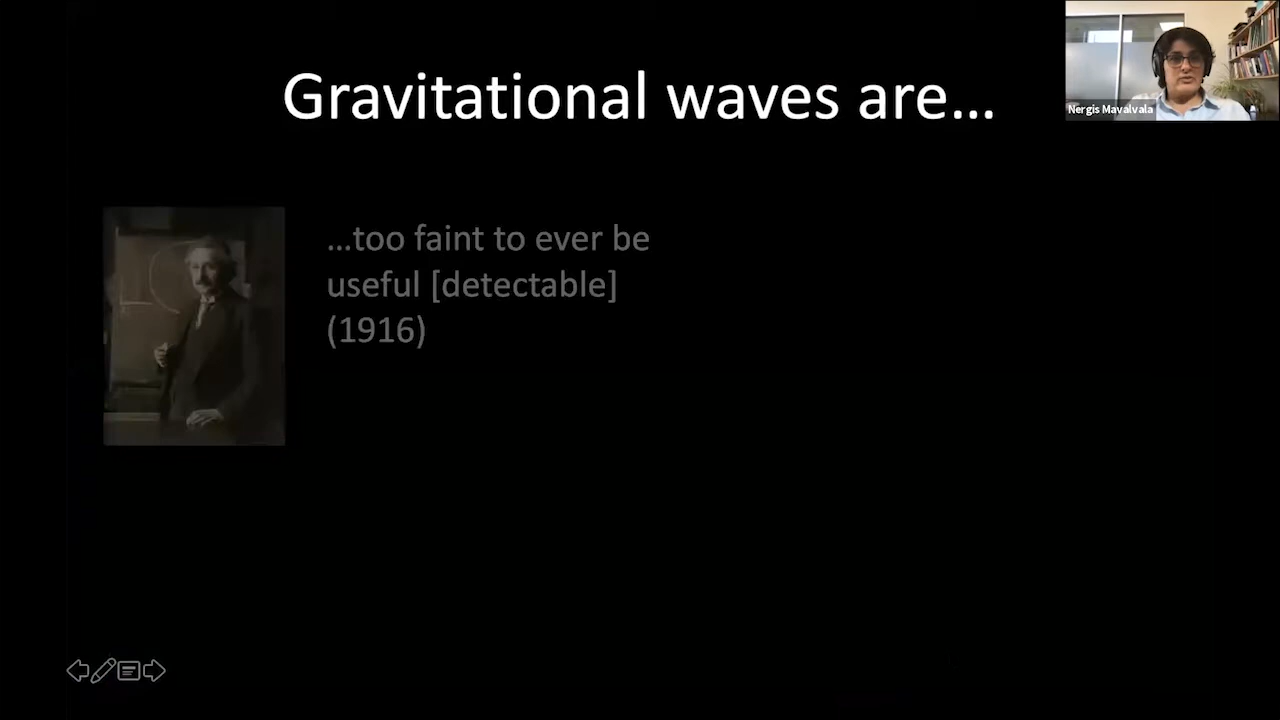 Gravitational waves are...
Nergis Mavalvala
...too faint to ever be
useful [detectable]
(1916)